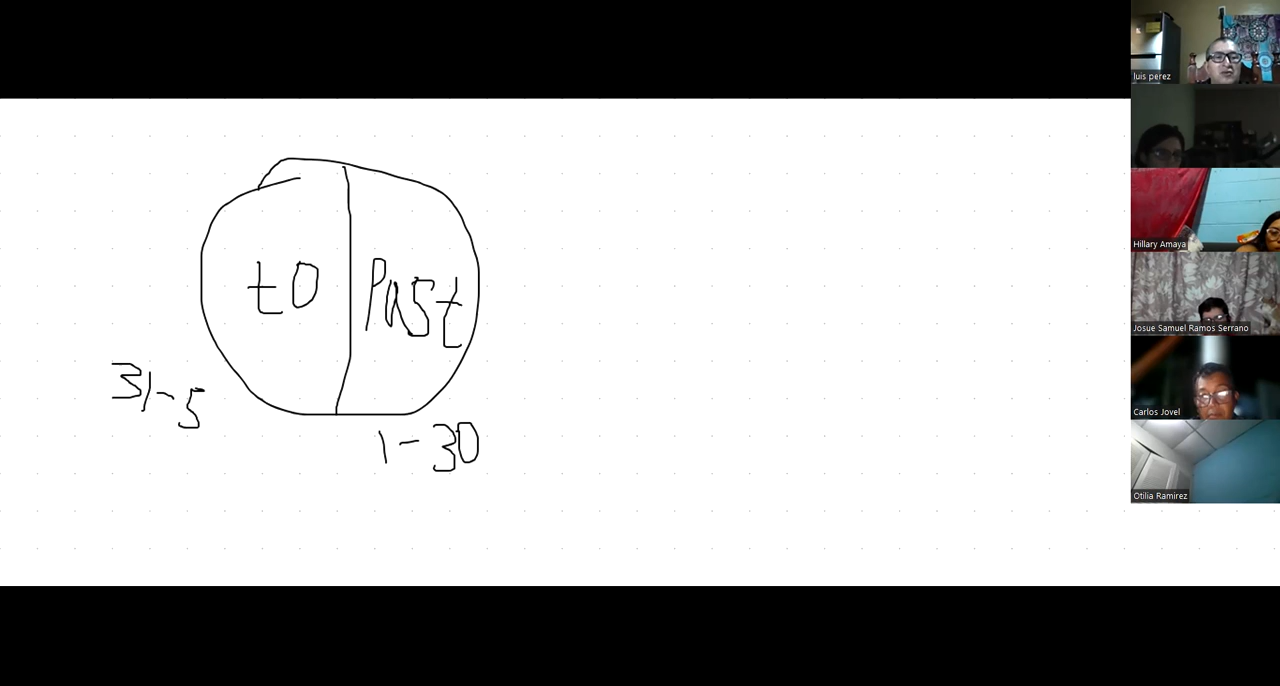 to
Past
31-5
1-30
luis perez
Hillary Amaya
Josue Samuel Ramos Serrano
Carlos Jovel
Otilia Ramirez